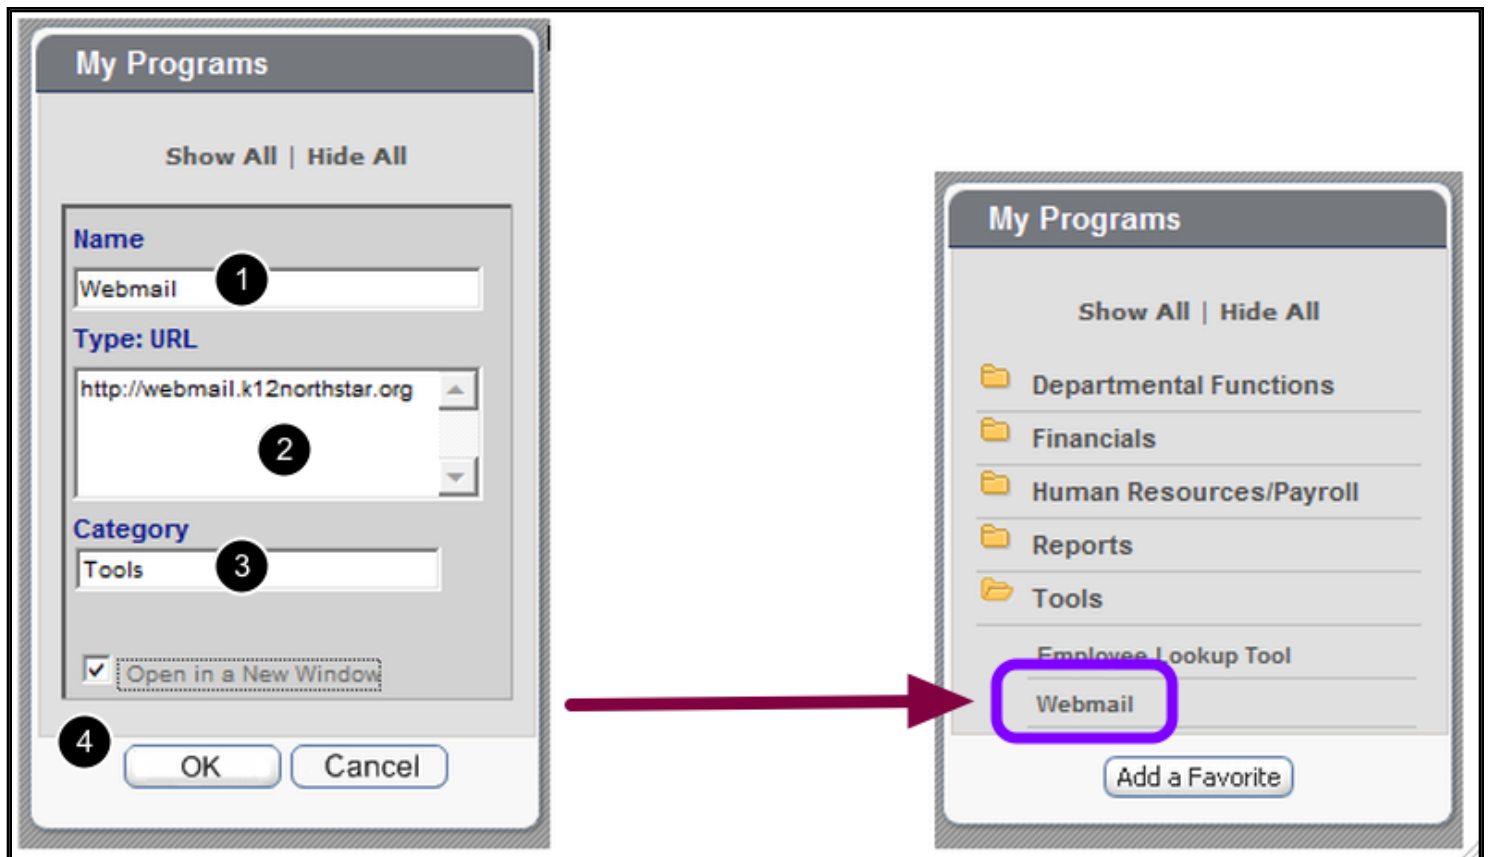 My Programs
Show All | Hide All
Name
Webmail
1
Type: URL
http://webmail.k12northstar.org
2
Category
Tools
3
Open in a New Window
4
OK
Cancel
My Programs
Show All | Hide All
Departmental Functions
Financials
Human Resources/Payroll
Reports
Tools
Employee Lookup Tool
Webmail
Add a Favorite